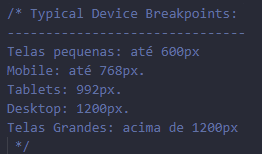 /* Typical Device Breakpoints:
------------------------------
Telas pequenas: até 600px
Mobile: até 768px.
Tablets: 992px.
Desktop: 1200px.
Telas Grandes: acima de 1200px
*/